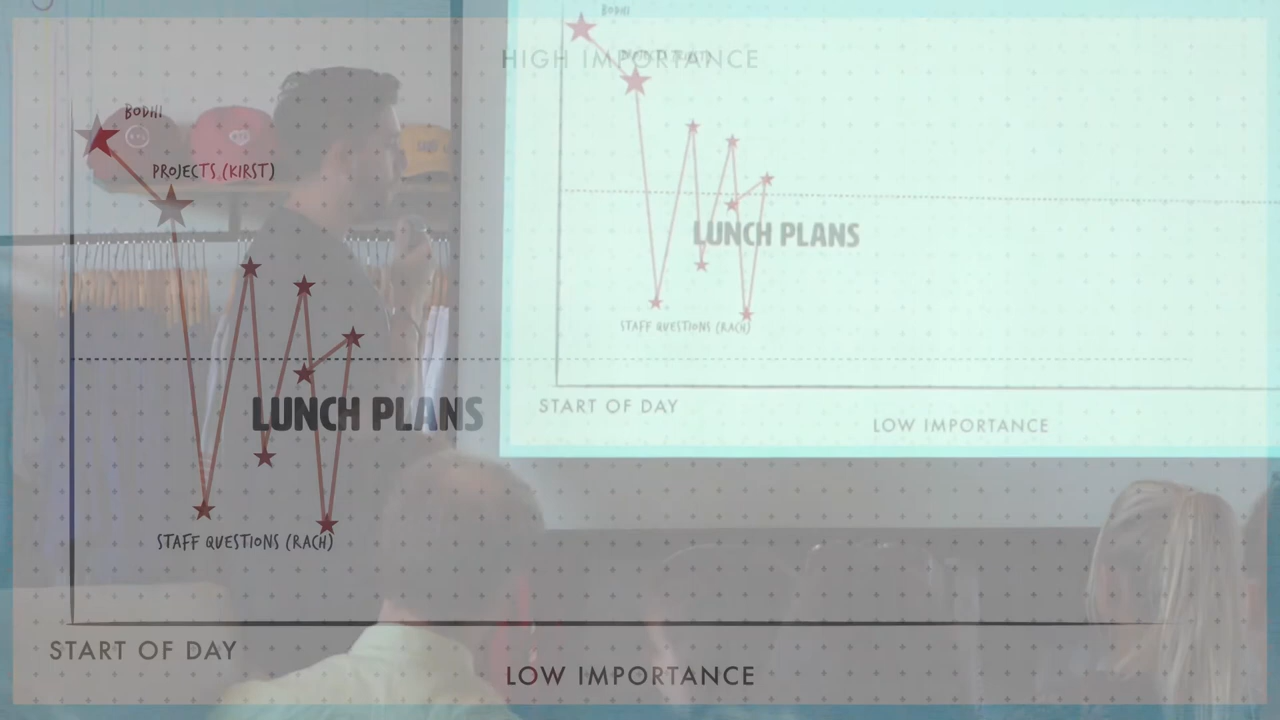 BODHI
HIGH IMPORTANCE
BODHI
PROJECTS (KIRST)
LUNCH PLANS
STAFF QUESTIONS (RACH)
START OF DAY
LOW IMPORTANCE
LUNCH PLANS
STAFF QUESTIONS (RACH)
START OF DAY
LOW IMPORTANCE